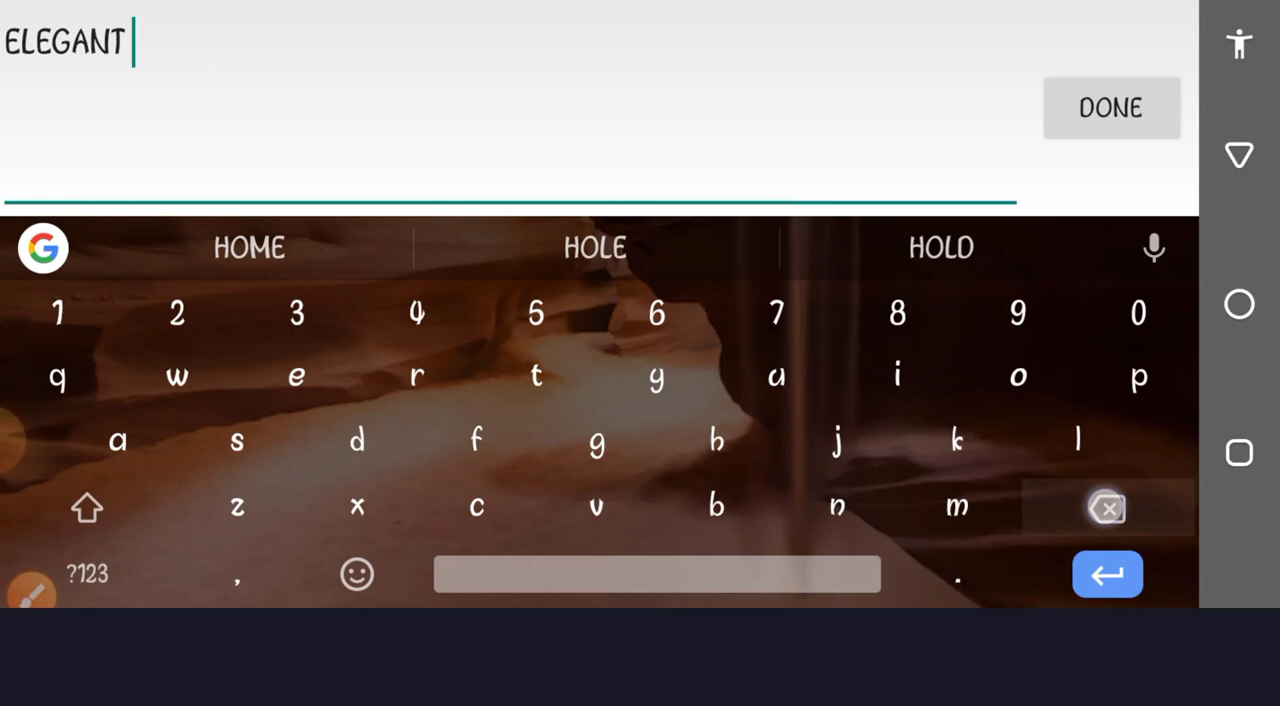 ELEGANT
DONE
HOME HOLE HOLD
1 2 3 4 5 6 7 8 9 0
q w e r t y u i o p
a s d f g h j k l
z x c v b n m
?123 , .